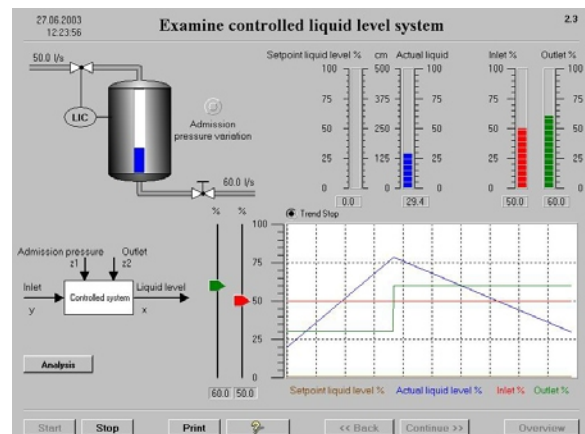 27.06.2003
12:23:56
Examine controlled liquid level system
2.3
50.0 l/s
LIC
Admission
pressure variation
60.0 l/s
Setpoint liquid level %
cm
Actual liquid
Inlet %
Outlet %
100 500 100 100 100
75 375 75 75 75
50 250 50 50 50
25 125 25 25 25
0 0 0 0 0
0.0
29.4
50.0
60.0
Trend Stop
% %
100
75
50
25
0
60.0 50.0
Admission pressure
z1
Outlet
z2
Inlet
y
Controlled system
Liquid level
x
Analysis
Setpoint liquid level % Actual liquid level % Inlet % Outlet %
Start
Stop
Print
?
<< Back
Continue >>
Overview